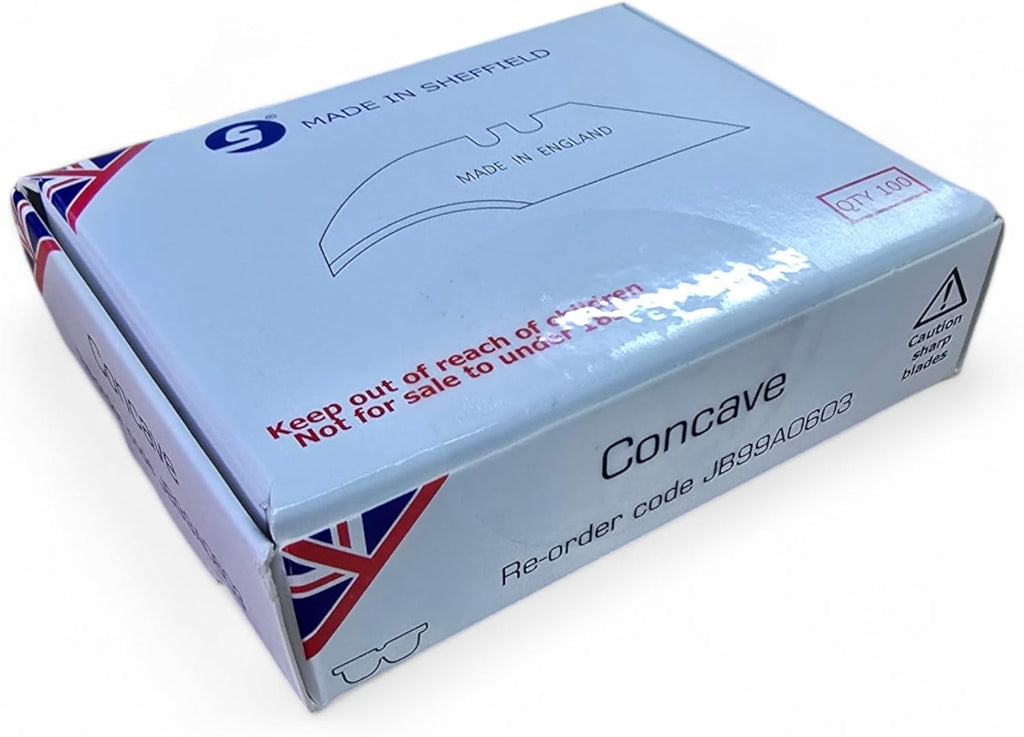 S® MADE IN SHEFFIELD
MADE IN ENGLAND
QTY 100
Keep out of reach of children
Not for sale to under
Caution
sharp
blades
Concave
Re-order code JB99A0603
Concave